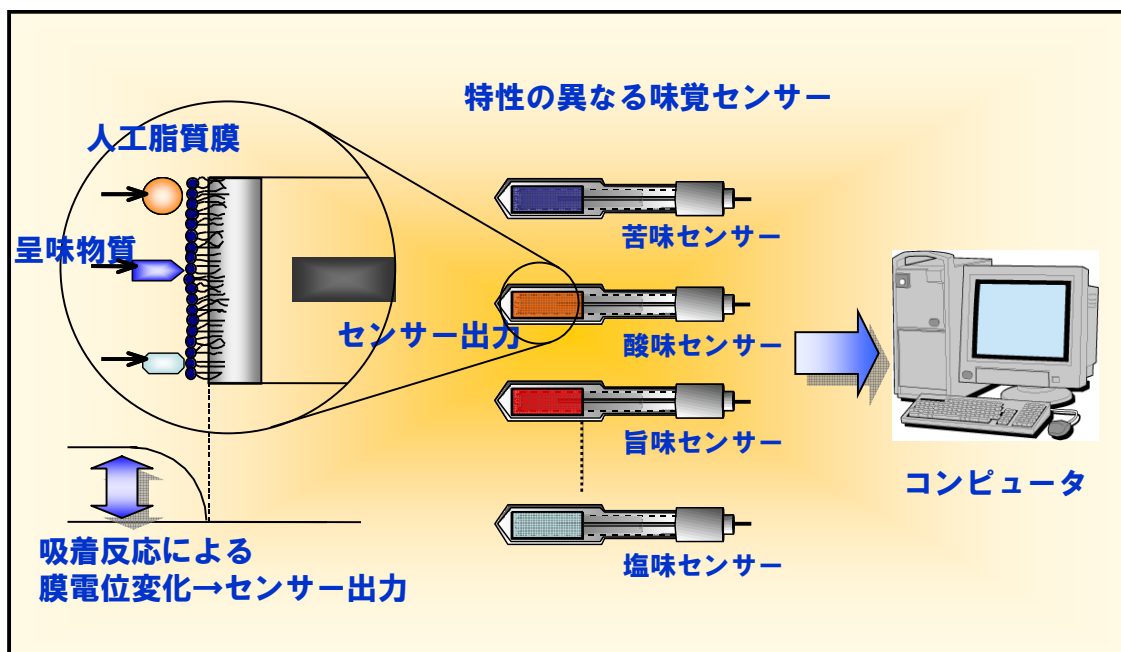 特性の異なる味覚センサー
人工脂質膜
呈味物質
センサー出力
苦味センサー
酸味センサー
旨味センサー
塩味センサー
コンピュータ
吸着反応による
膜電位変化→センサー出力